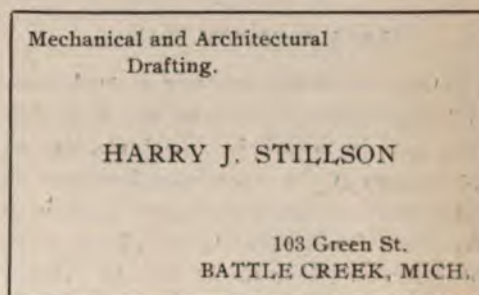 Mechanical and Architectural
Drafting.
HARRY J. STILLSON
103 Green St.
BATTLE CREEK, MICH.